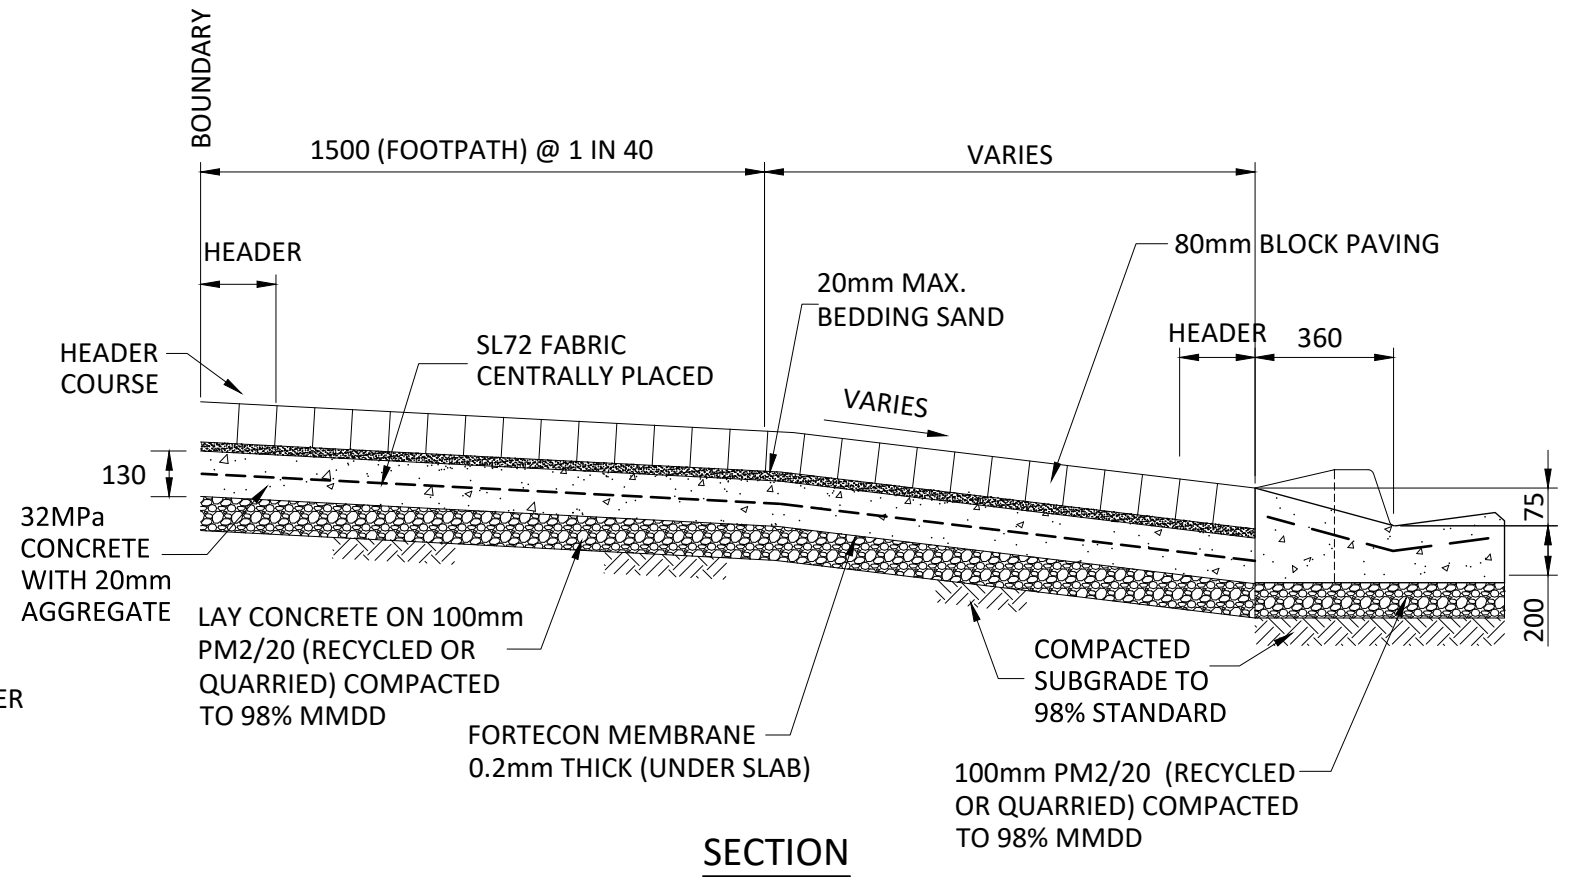 BOUNDARY
1500 (FOOTPATH) @ 1 IN 40
VARIES
HEADER
80mm BLOCK PAVING
20mm MAX.
BEDDING SAND
HEADER
360
HEADER
COURSE
SL72 FABRIC
CENTRALLY PLACED
VARIES
130
75
32MPa
CONCRETE
WITH 20mm
AGGREGATE
200
LAY CONCRETE ON 100mm
PM2/20 (RECYCLED OR
QUARRIED) COMPACTED
TO 98% MMDD
COMPACTED
SUBGRADE TO
98% STANDARD
ER
FORTECON MEMBRANE
0.2mm THICK (UNDER SLAB)
100mm PM2/20 (RECYCLED
OR QUARRIED) COMPACTED
TO 98% MMDD
SECTION